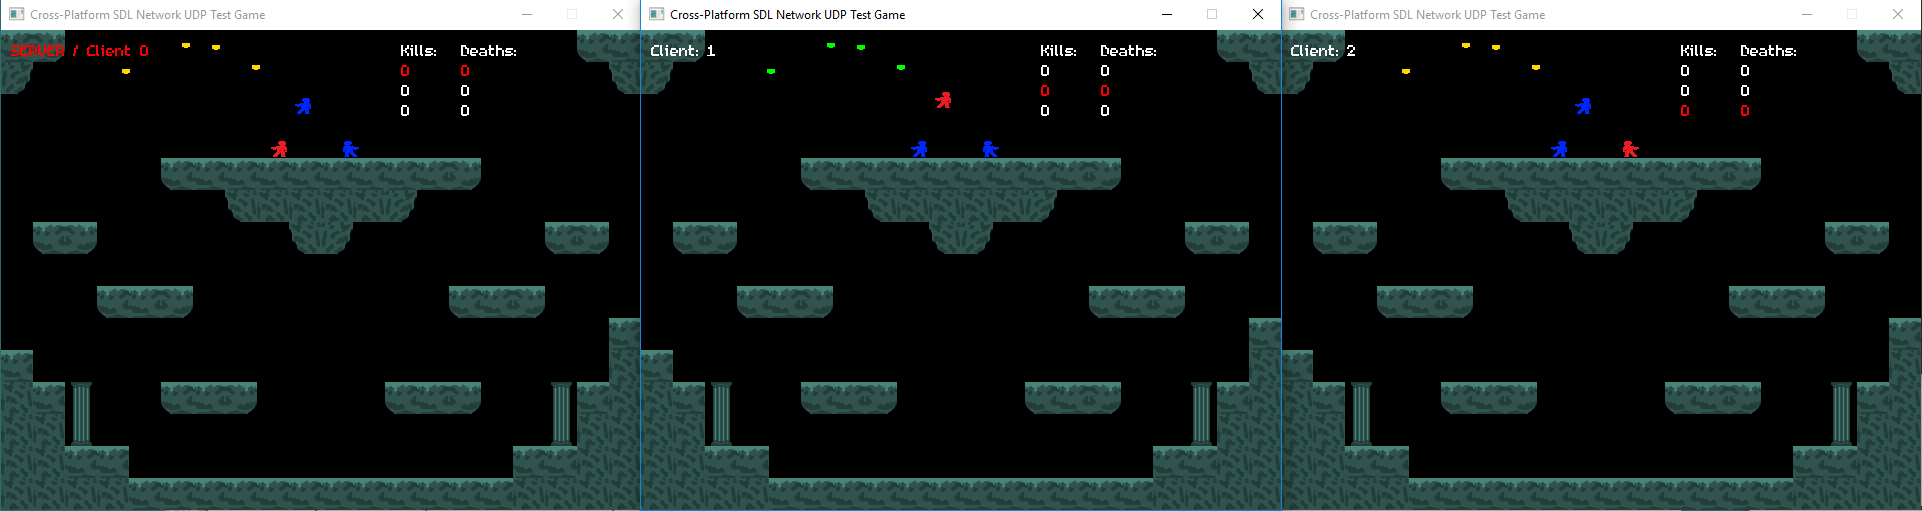 Cross-Platform SDL Network UDP Test Game
SERVER / Client 0
Kills: Deaths:
0 0
0 0
0 0
Cross-Platform SDL Network UDP Test Game
Client: 1
Kills: Deaths:
0 0
0 0
0 0
Cross-Platform SDL Network UDP Test Game
Client: 2
Kills: Deaths:
0 0
0 0
0 0